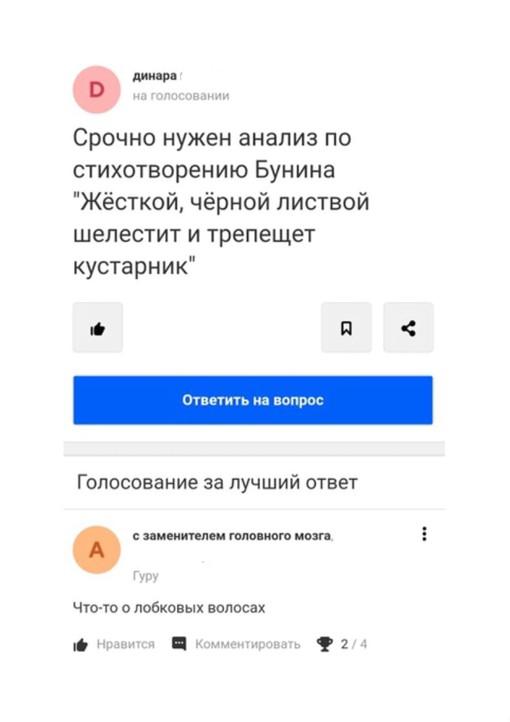 D
динара
на голосовании
Срочно нужен анализ по
стихотворению Бунина
"Жёсткой, чёрной листвой
шелестит и трепещет
кустарник"
Ответить на вопрос
Голосование за лучший ответ
А
с заменителем головного мозга,
Гуру
Что-то о лобковых волосах
Нравится Комментировать 2 / 4